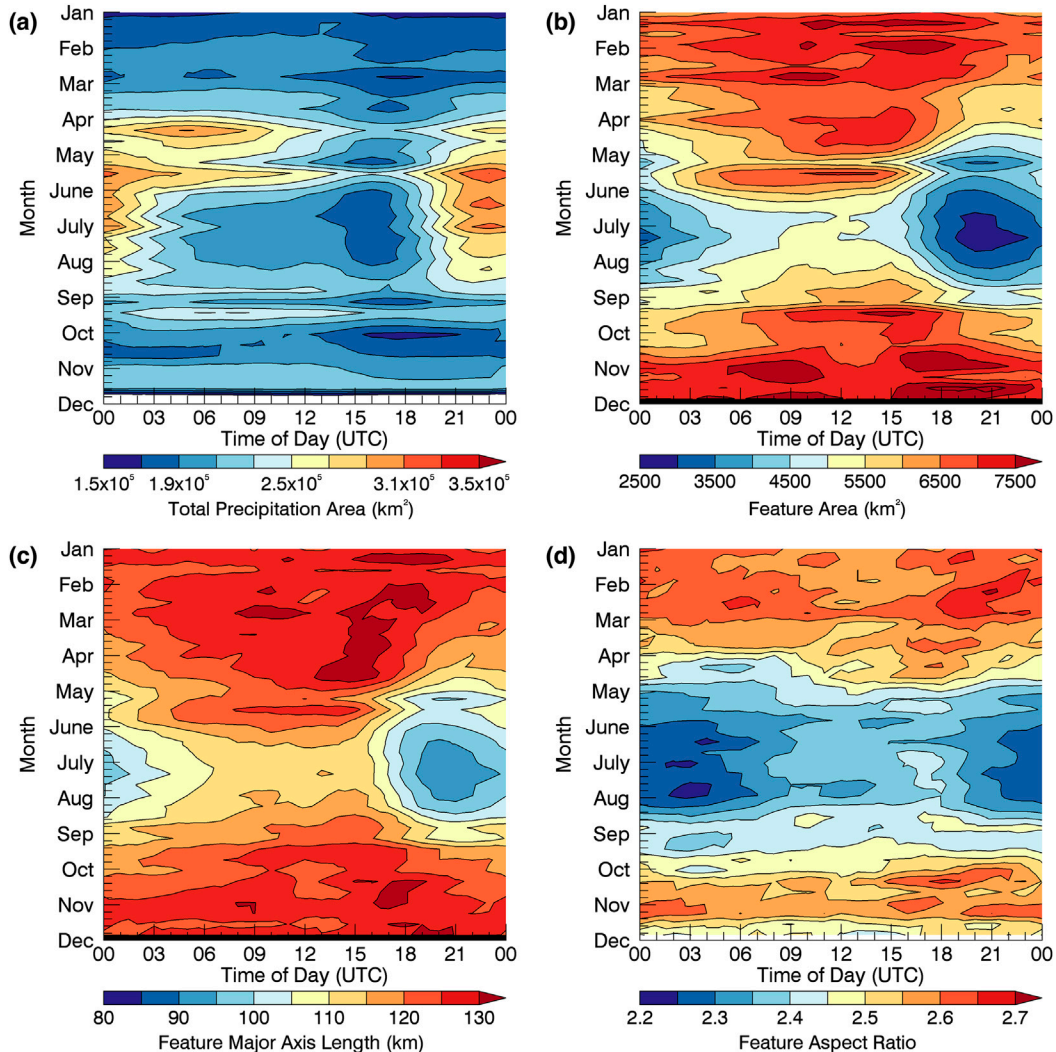 (a)
Jan
Feb
Mar
Apr
May
June
July
Aug
Sep
Oct
Nov
Dec
Month
00 03 06 09 12 15 18 21 00
Time of Day (UTC)
1.5x10⁵ 1.9x10⁵ 2.5x10⁵ 3.1x10⁵ 3.5x10⁵
Total Precipitation Area (km²)
(b)
Jan
Feb
Mar
Apr
May
June
July
Aug
Sep
Oct
Nov
Dec
Month
00 03 06 09 12 15 18 21 00
Time of Day (UTC)
2500 3500 4500 5500 6500 7500
Feature Area (km²)
(c)
Jan
Feb
Mar
Apr
May
June
July
Aug
Sep
Oct
Nov
Dec
Month
00 03 06 09 12 15 18 21 00
Time of Day (UTC)
80 90 100 110 120 130
Feature Major Axis Length (km)
(d)
Jan
Feb
Mar
Apr
May
June
July
Aug
Sep
Oct
Nov
Dec
Month
00 03 06 09 12 15 18 21 00
Time of Day (UTC)
2.2 2.3 2.4 2.5 2.6 2.7
Feature Aspect Ratio